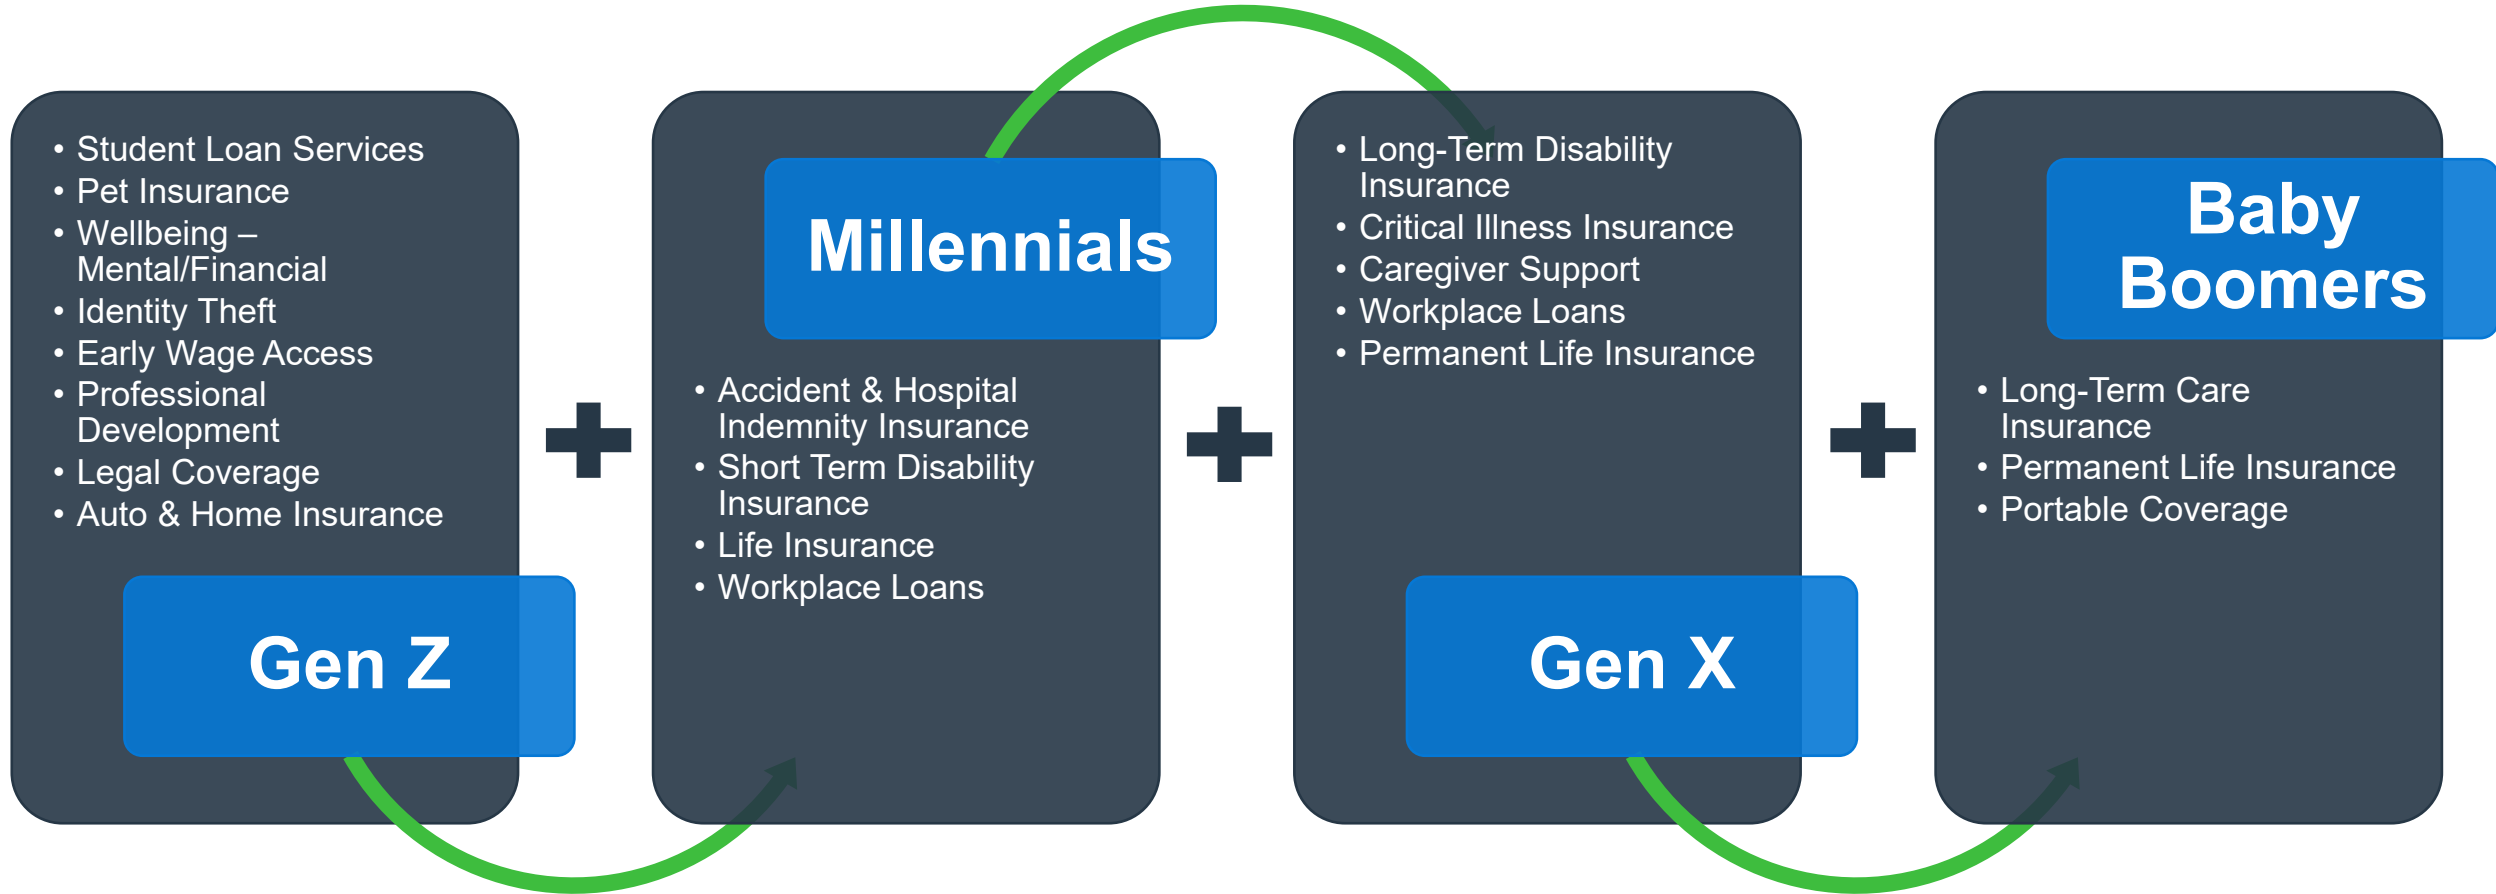 • Student Loan Services
• Pet Insurance
• Wellbeing –
Mental/Financial
• Identity Theft
• Early Wage Access
• Professional
Development
• Legal Coverage
• Auto & Home Insurance
Gen Z
Millennials
• Accident & Hospital
Indemnity Insurance
• Short Term Disability
Insurance
• Life Insurance
• Workplace Loans
• Long-Term Disability
Insurance
• Critical Illness Insurance
• Caregiver Support
• Workplace Loans
• Permanent Life Insurance
Gen X
Baby
Boomers
• Long-Term Care
Insurance
• Permanent Life Insurance
• Portable Coverage